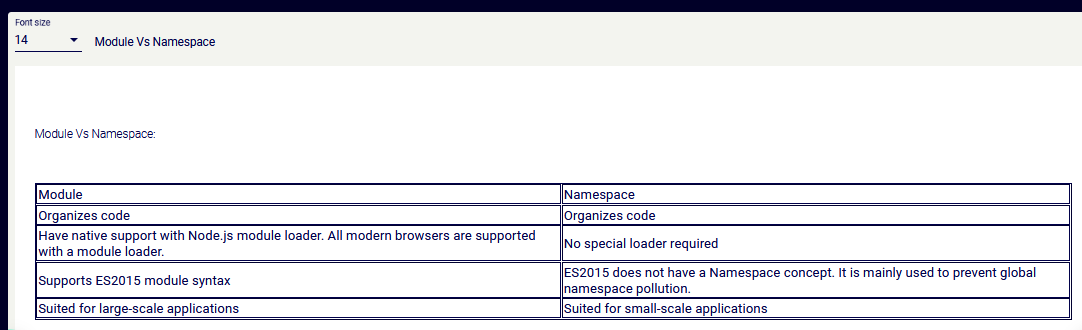 Font size
14
Module Vs Namespace
Module Vs Namespace:
Module
Namespace
Organizes code
Organizes code
Have native support with Node.js module loader. All modern browsers are supported
with a module loader.
No special loader required
Supports ES2015 module syntax
ES2015 does not have a Namespace concept. It is mainly used to prevent global
namespace pollution.
Suited for large-scale applications
Suited for small-scale applications